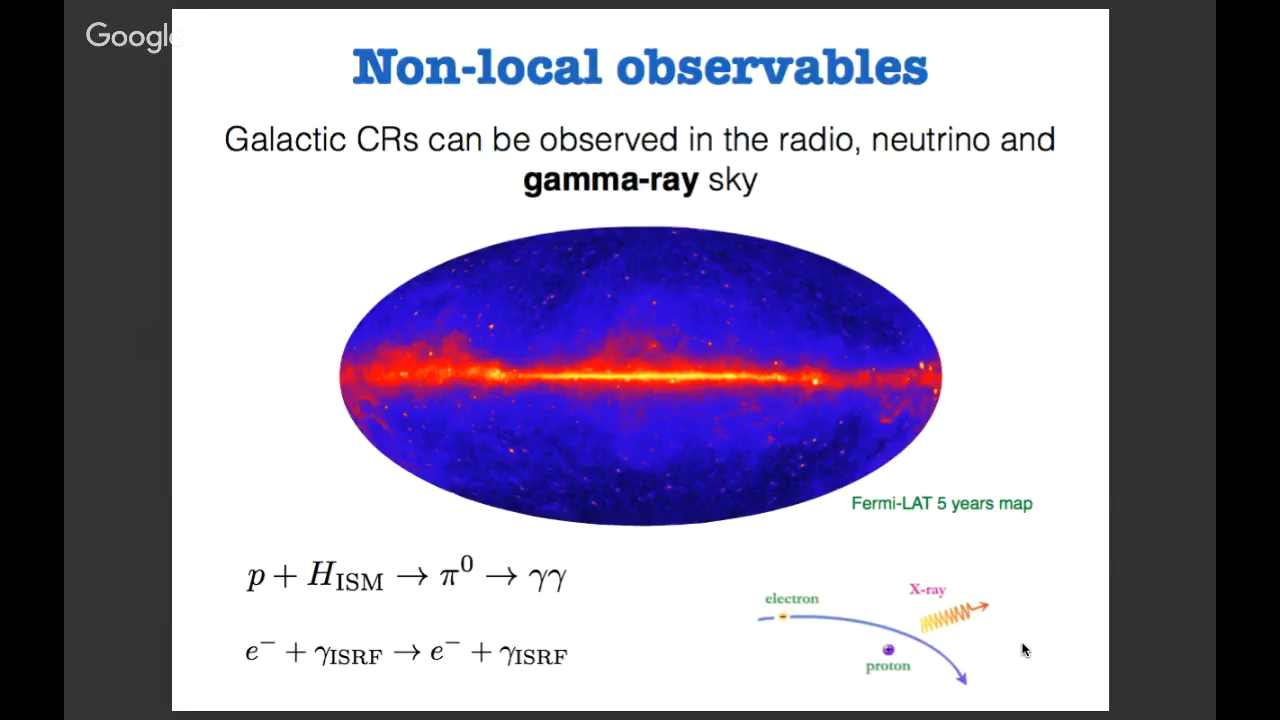 Google
Non-local observables
Galactic CRs can be observed in the radio, neutrino and
gamma-ray sky
Fermi-LAT 5 years map
p + H_ISM → π⁰ → γγ
e⁻ + γ_ISRF → e⁻ + γ_ISRF
X-ray
electron
proton